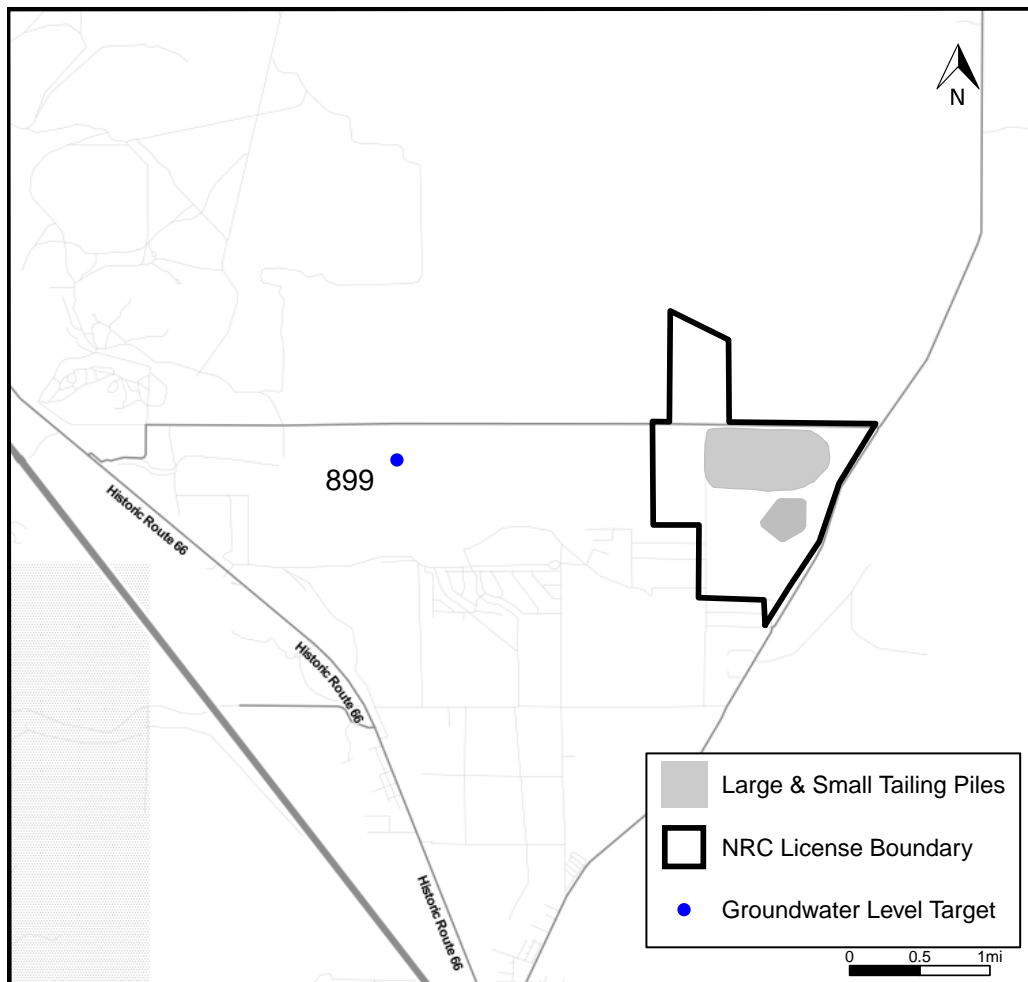 N
899
Historic Route 66
Historic Route 66
Historic Route 66
Large & Small Tailing Piles
NRC License Boundary
Groundwater Level Target
0 0.5 1mi